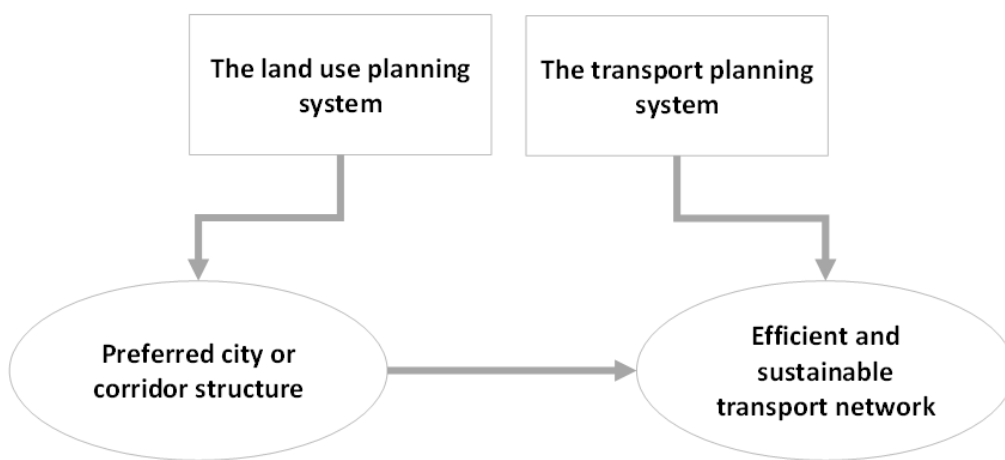 The land use planning
system
The transport planning
system
Preferred city or
corridor structure
Efficient and
sustainable
transport network